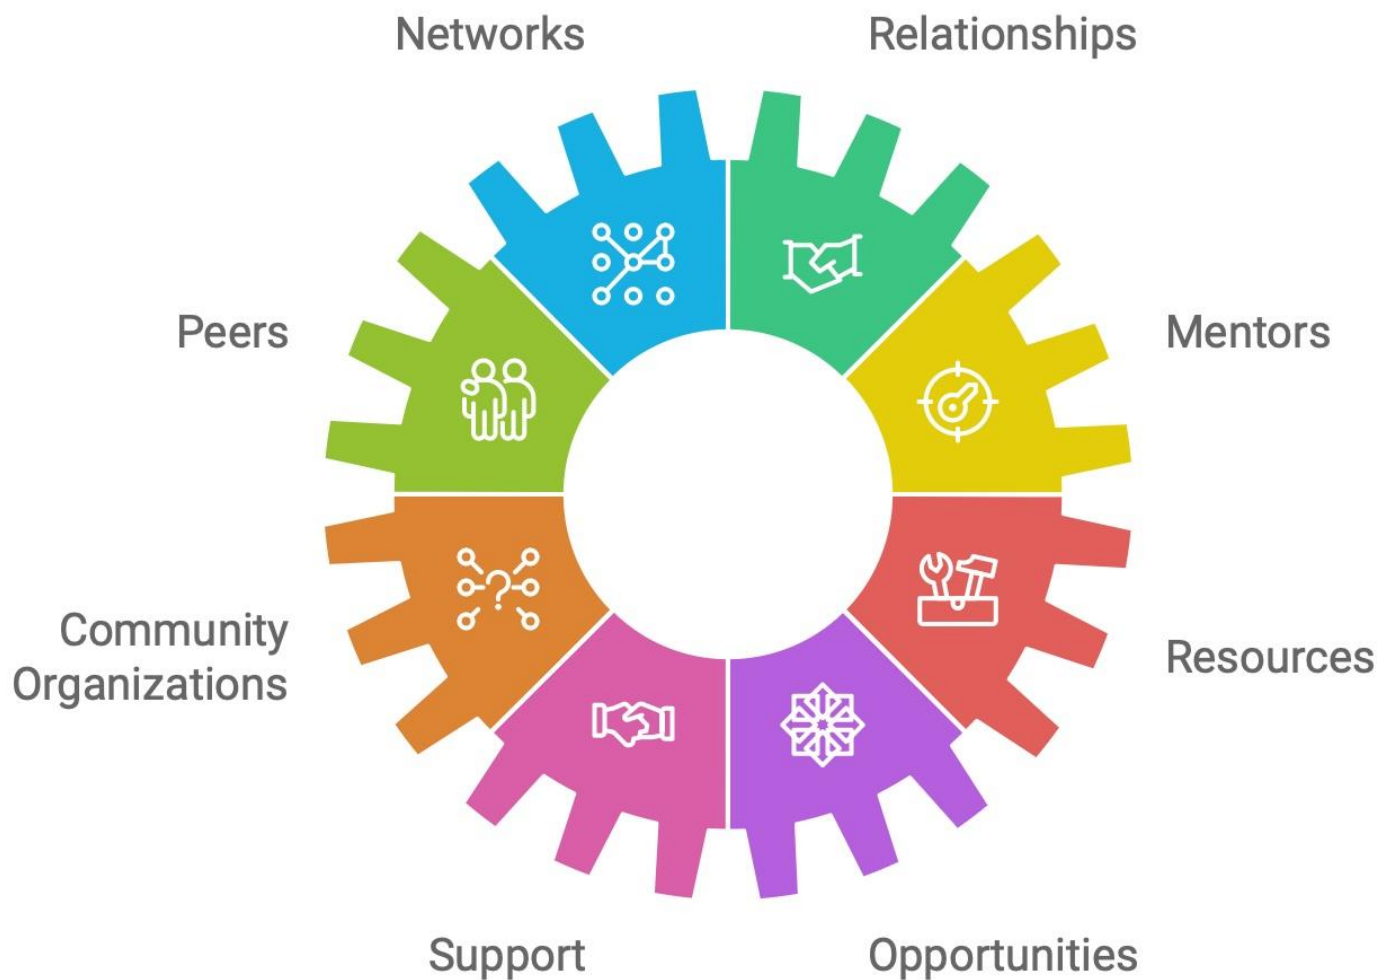 Networks
Relationships
Peers
Mentors
Community
Organizations
Resources
Support
Opportunities